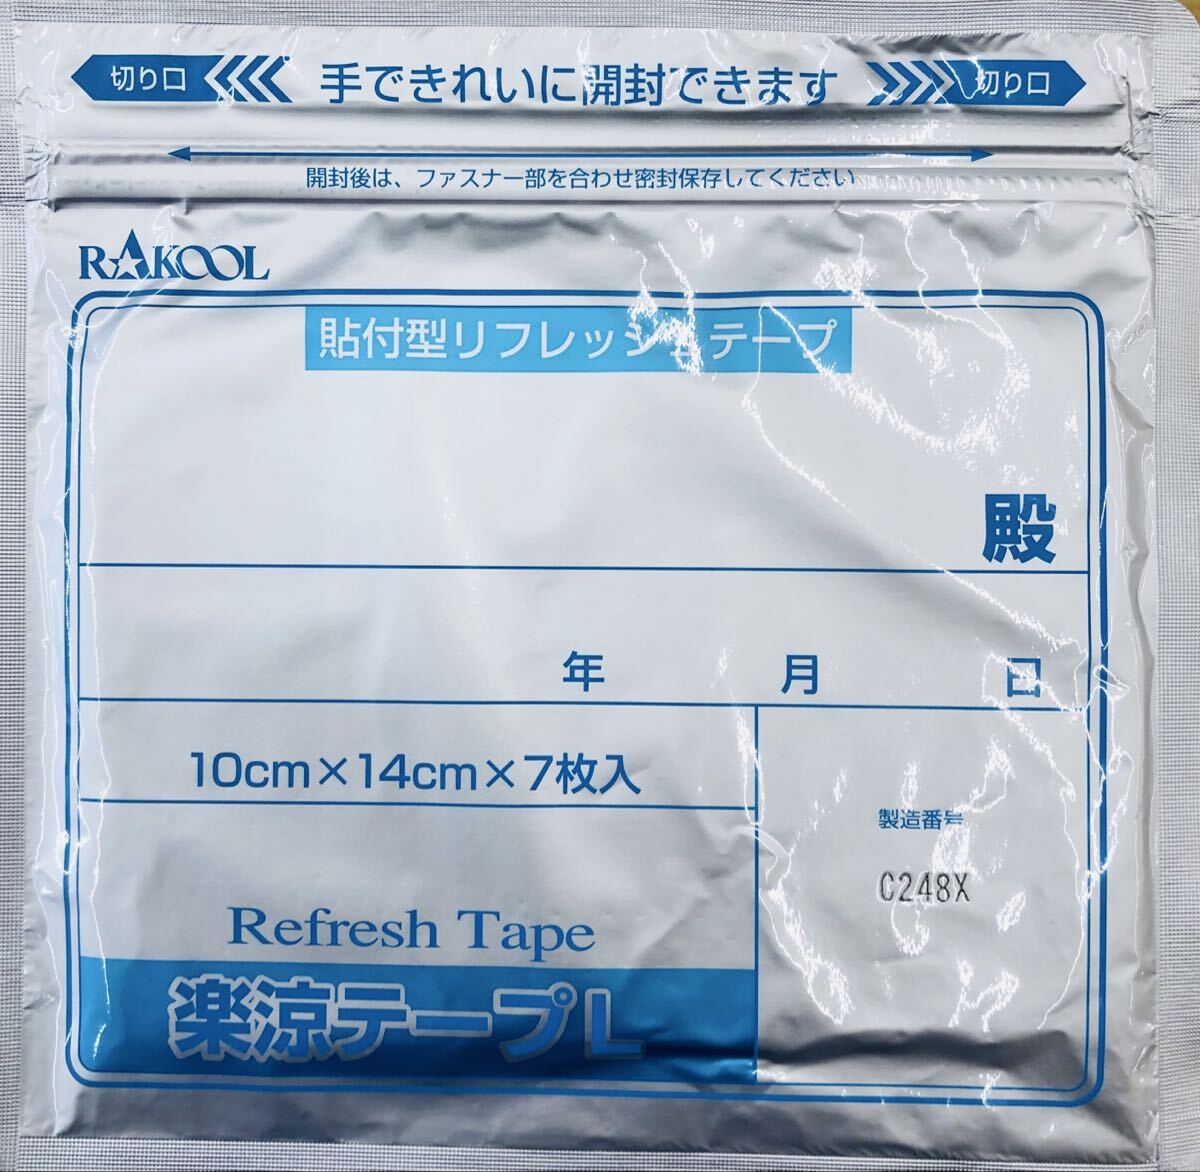 切り口 手できれいに開封できます 切り口
開封後は、ファスナー部を合わせ密封保存してください
RAKOOL
貼付型リフレッシュテープ
殿
年 月 日
10cm×14cm×7枚入
製造番号
C248X
Refresh Tape
楽涼テープL